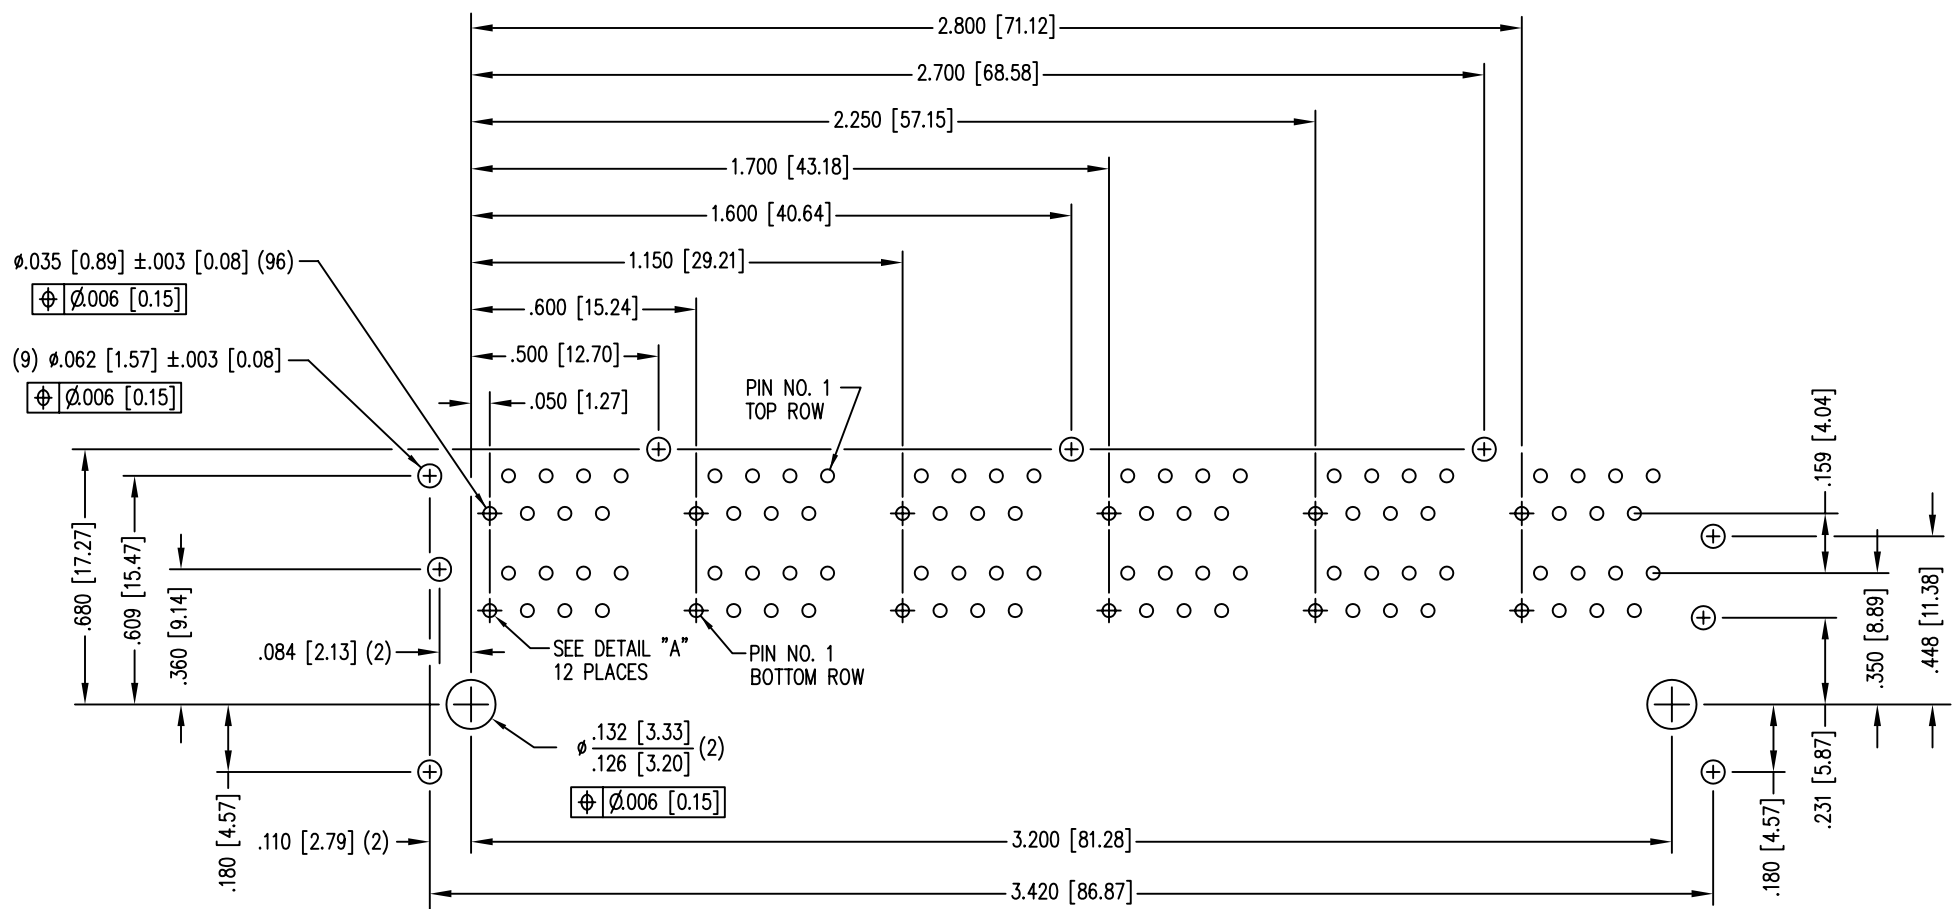 2.800 [71.12]
2.700 [68.58]
2.250 [57.15]
1.700 [43.18]
1.600 [40.64]
ø.035 [0.89] ±.003 [0.08] (96)
⌖ Ø.006 [0.15]
1.150 [29.21]
.600 [15.24]
(9) ø.062 [1.57] ±.003 [0.08]
⌖ Ø.006 [0.15]
.500 [12.70]
.050 [1.27]
PIN NO. 1
TOP ROW
.159 [4.04]
.680 [17.27]
.609 [15.47]
.360 [9.14]
.084 [2.13] (2)
SEE DETAIL "A"
12 PLACES
PIN NO. 1
BOTTOM ROW
.350 [8.89]
.448 [11.38]
ø .132 [3.33]
.126 [3.20] (2)
⌖ Ø.006 [0.15]
.231 [5.87]
.180 [4.57]
.110 [2.79] (2)
3.200 [81.28]
.180 [4.57]
3.420 [86.87]